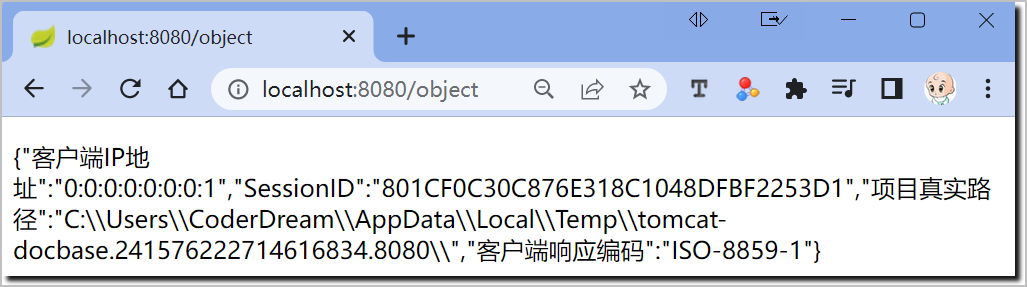 localhost:8080/object
localhost:8080/object
{"客户端IP地
址":"0:0:0:0:0:0:0:1","SessionID":"801CF0C30C876E318C1048DFBF2253D1","项目真实路
径":"C:\\Users\\CoderDream\\AppData\\Local\\Temp\\tomcat-
docbase.241576222714616834.8080\\","客户端响应编码":"ISO-8859-1"}